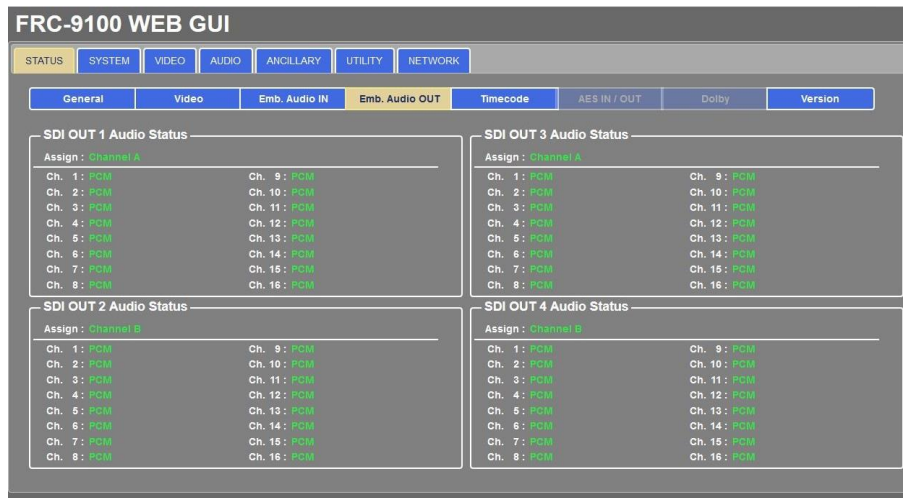 FRC-9100 WEB GUI
STATUS SYSTEM VIDEO AUDIO ANCILLARY UTILITY NETWORK
General Video Emb. Audio IN Emb. Audio OUT Timecode AES IN / OUT Dolby Version
SDI OUT 1 Audio Status
Assign : Channel A
Ch. 1 : PCM Ch. 9 : PCM
Ch. 2 : PCM Ch. 10 : PCM
Ch. 3 : PCM Ch. 11 : PCM
Ch. 4 : PCM Ch. 12 : PCM
Ch. 5 : PCM Ch. 13 : PCM
Ch. 6 : PCM Ch. 14 : PCM
Ch. 7 : PCM Ch. 15 : PCM
Ch. 8 : PCM Ch. 16 : PCM
SDI OUT 3 Audio Status
Assign : Channel A
Ch. 1 : PCM Ch. 9 : PCM
Ch. 2 : PCM Ch. 10 : PCM
Ch. 3 : PCM Ch. 11 : PCM
Ch. 4 : PCM Ch. 12 : PCM
Ch. 5 : PCM Ch. 13 : PCM
Ch. 6 : PCM Ch. 14 : PCM
Ch. 7 : PCM Ch. 15 : PCM
Ch. 8 : PCM Ch. 16 : PCM
SDI OUT 2 Audio Status
Assign : Channel B
Ch. 1 : PCM Ch. 9 : PCM
Ch. 2 : PCM Ch. 10 : PCM
Ch. 3 : PCM Ch. 11 : PCM
Ch. 4 : PCM Ch. 12 : PCM
Ch. 5 : PCM Ch. 13 : PCM
Ch. 6 : PCM Ch. 14 : PCM
Ch. 7 : PCM Ch. 15 : PCM
Ch. 8 : PCM Ch. 16 : PCM
SDI OUT 4 Audio Status
Assign : Channel B
Ch. 1 : PCM Ch. 9 : PCM
Ch. 2 : PCM Ch. 10 : PCM
Ch. 3 : PCM Ch. 11 : PCM
Ch. 4 : PCM Ch. 12 : PCM
Ch. 5 : PCM Ch. 13 : PCM
Ch. 6 : PCM Ch. 14 : PCM
Ch. 7 : PCM Ch. 15 : PCM
Ch. 8 : PCM Ch. 16 : PCM